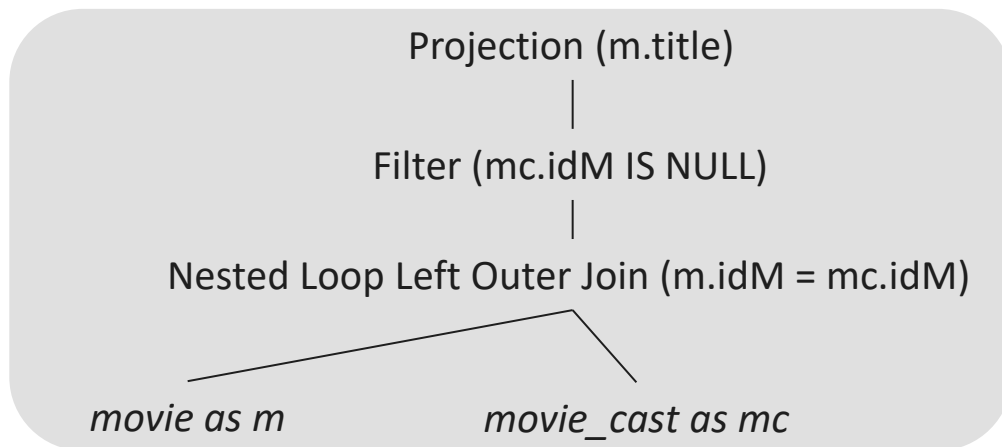 Projection (m.title)
Filter (mc.idM IS NULL)
Nested Loop Left Outer Join (m.idM = mc.idM)
movie as m
movie_cast as mc